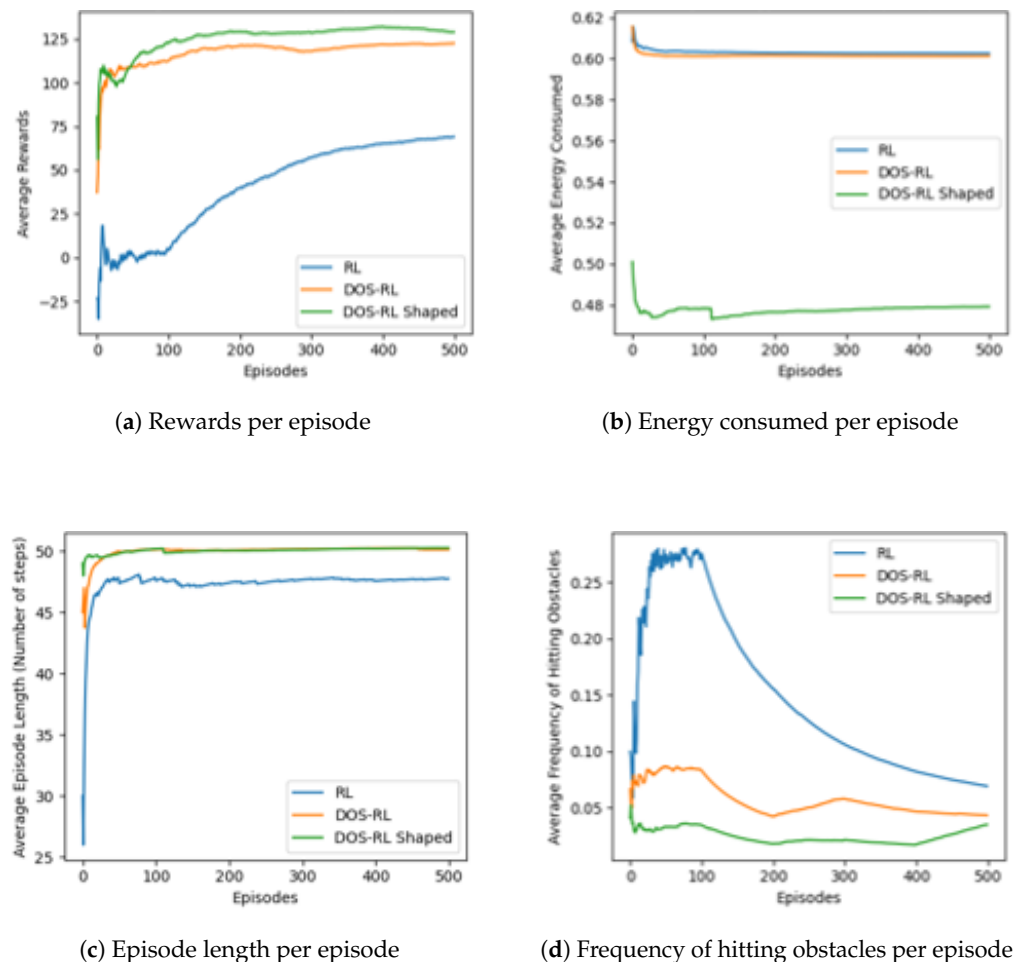 125
100
75
50
25
0
−25
Average Rewards
RL
DOS-RL
DOS-RL Shaped
0 100 200 300 400 500
Episodes
(a) Rewards per episode
0.62
0.60
0.58
0.56
0.54
0.52
0.50
0.48
Average Energy Consumed
RL
DOS-RL
DOS-RL Shaped
0 100 200 300 400 500
Episodes
(b) Energy consumed per episode
50
45
40
35
30
25
Average Episode Length (Number of steps)
RL
DOS-RL
DOS-RL Shaped
0 100 200 300 400 500
Episodes
(c) Episode length per episode
0.25
0.20
0.15
0.10
0.05
Average Frequency of Hitting Obstacles
RL
DOS-RL
DOS-RL Shaped
0 100 200 300 400 500
Episodes
(d) Frequency of hitting obstacles per episode